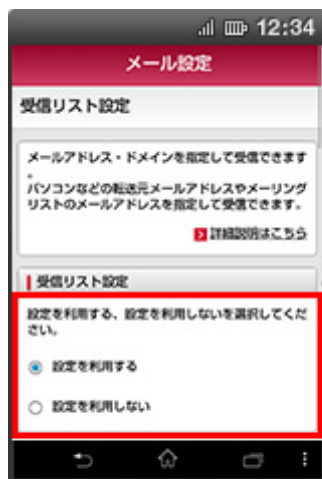 12:34
メール設定
受信リスト設定
メールアドレス・ドメインを指定して受信できます
。
パソコンなどの転送元メールアドレスやメーリング
リストのメールアドレスを指定して受信できます。
詳細説明はこちら
受信リスト設定
設定を利用する、設定を利用しないを選択してくだ
さい。
設定を利用する
設定を利用しない